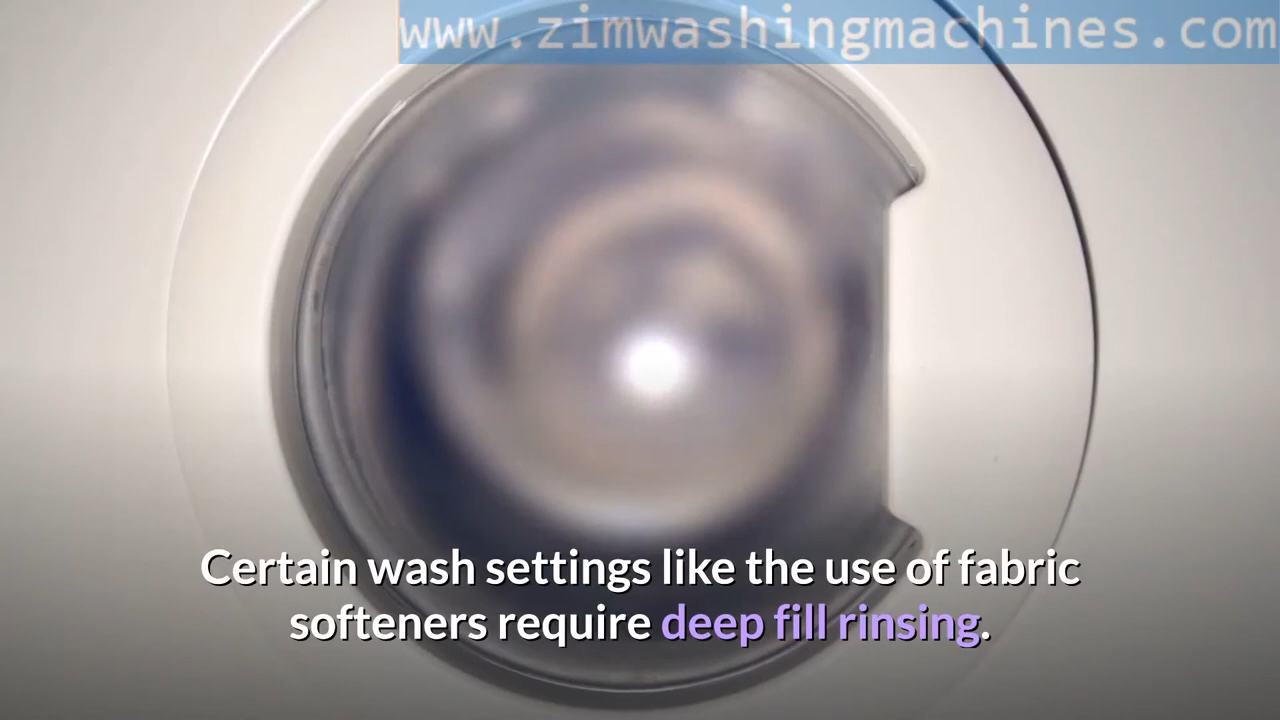 www.zimwashingmachines.com
Certain wash settings like the use of fabric
softeners require deep fill rinsing.